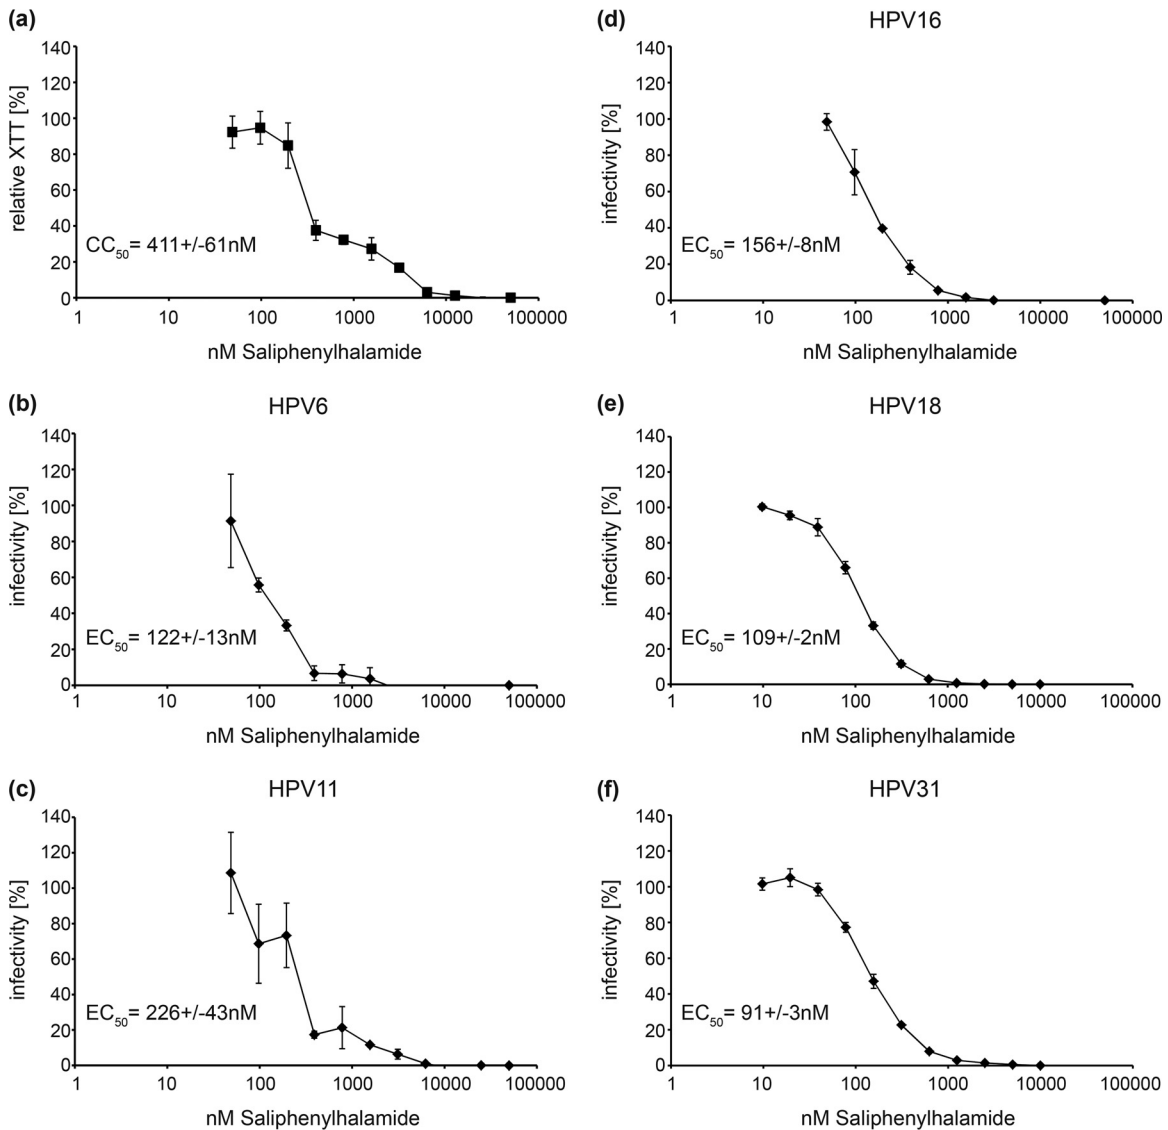 (a)
relative XTT [%]
140
120
100
80
60
40
20
0
CC50= 411+/-61nM
1 10 100 1000 10000 100000
nM Saliphenylhalamide
(b) HPV6
infectivity [%]
140
120
100
80
60
40
20
0
EC50= 122+/-13nM
1 10 100 1000 10000 100000
nM Saliphenylhalamide
(c) HPV11
infectivity [%]
140
120
100
80
60
40
20
0
EC50= 226+/-43nM
1 10 100 1000 10000 100000
nM Saliphenylhalamide
(d) HPV16
infectivity [%]
140
120
100
80
60
40
20
0
EC50= 156+/-8nM
1 10 100 1000 10000 100000
nM Saliphenylhalamide
(e) HPV18
infectivity [%]
140
120
100
80
60
40
20
0
EC50= 109+/-2nM
1 10 100 1000 10000 100000
nM Saliphenylhalamide
(f) HPV31
infectivity [%]
140
120
100
80
60
40
20
0
EC50= 91+/-3nM
1 10 100 1000 10000 100000
nM Saliphenylhalamide